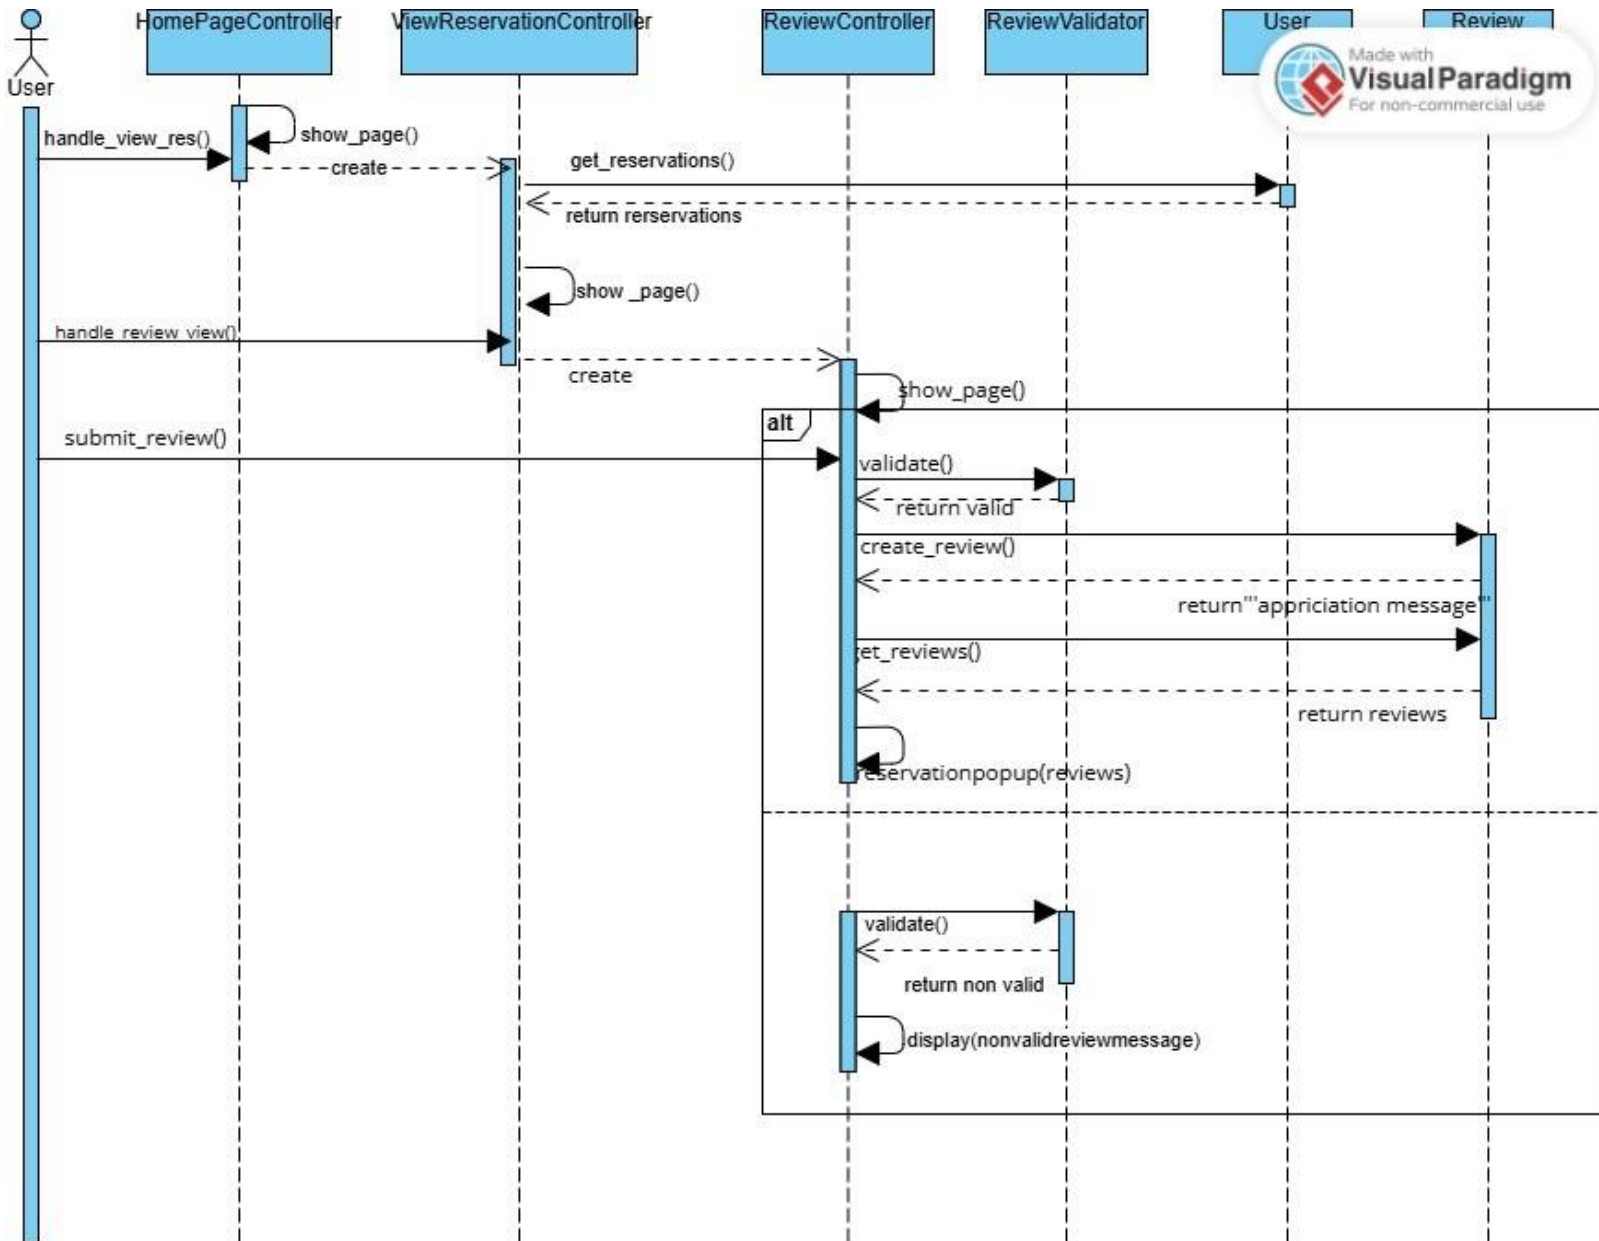 HomePageController
ViewReservationController
ReviewController
ReviewValidator
User
Review
Made with
Visual Paradigm
For non-commercial use
User
handle_view_res()
show_page()
create
get_reservations()
return rerservations
show _page()
handle_review_view()
create
show_page()
alt
submit_review()
validate()
return valid
create_review()
return"'appriciation message'"
get_reviews()
return reviews
reservationpopup(reviews)
validate()
return non valid
display(nonvalidreviewmessage)